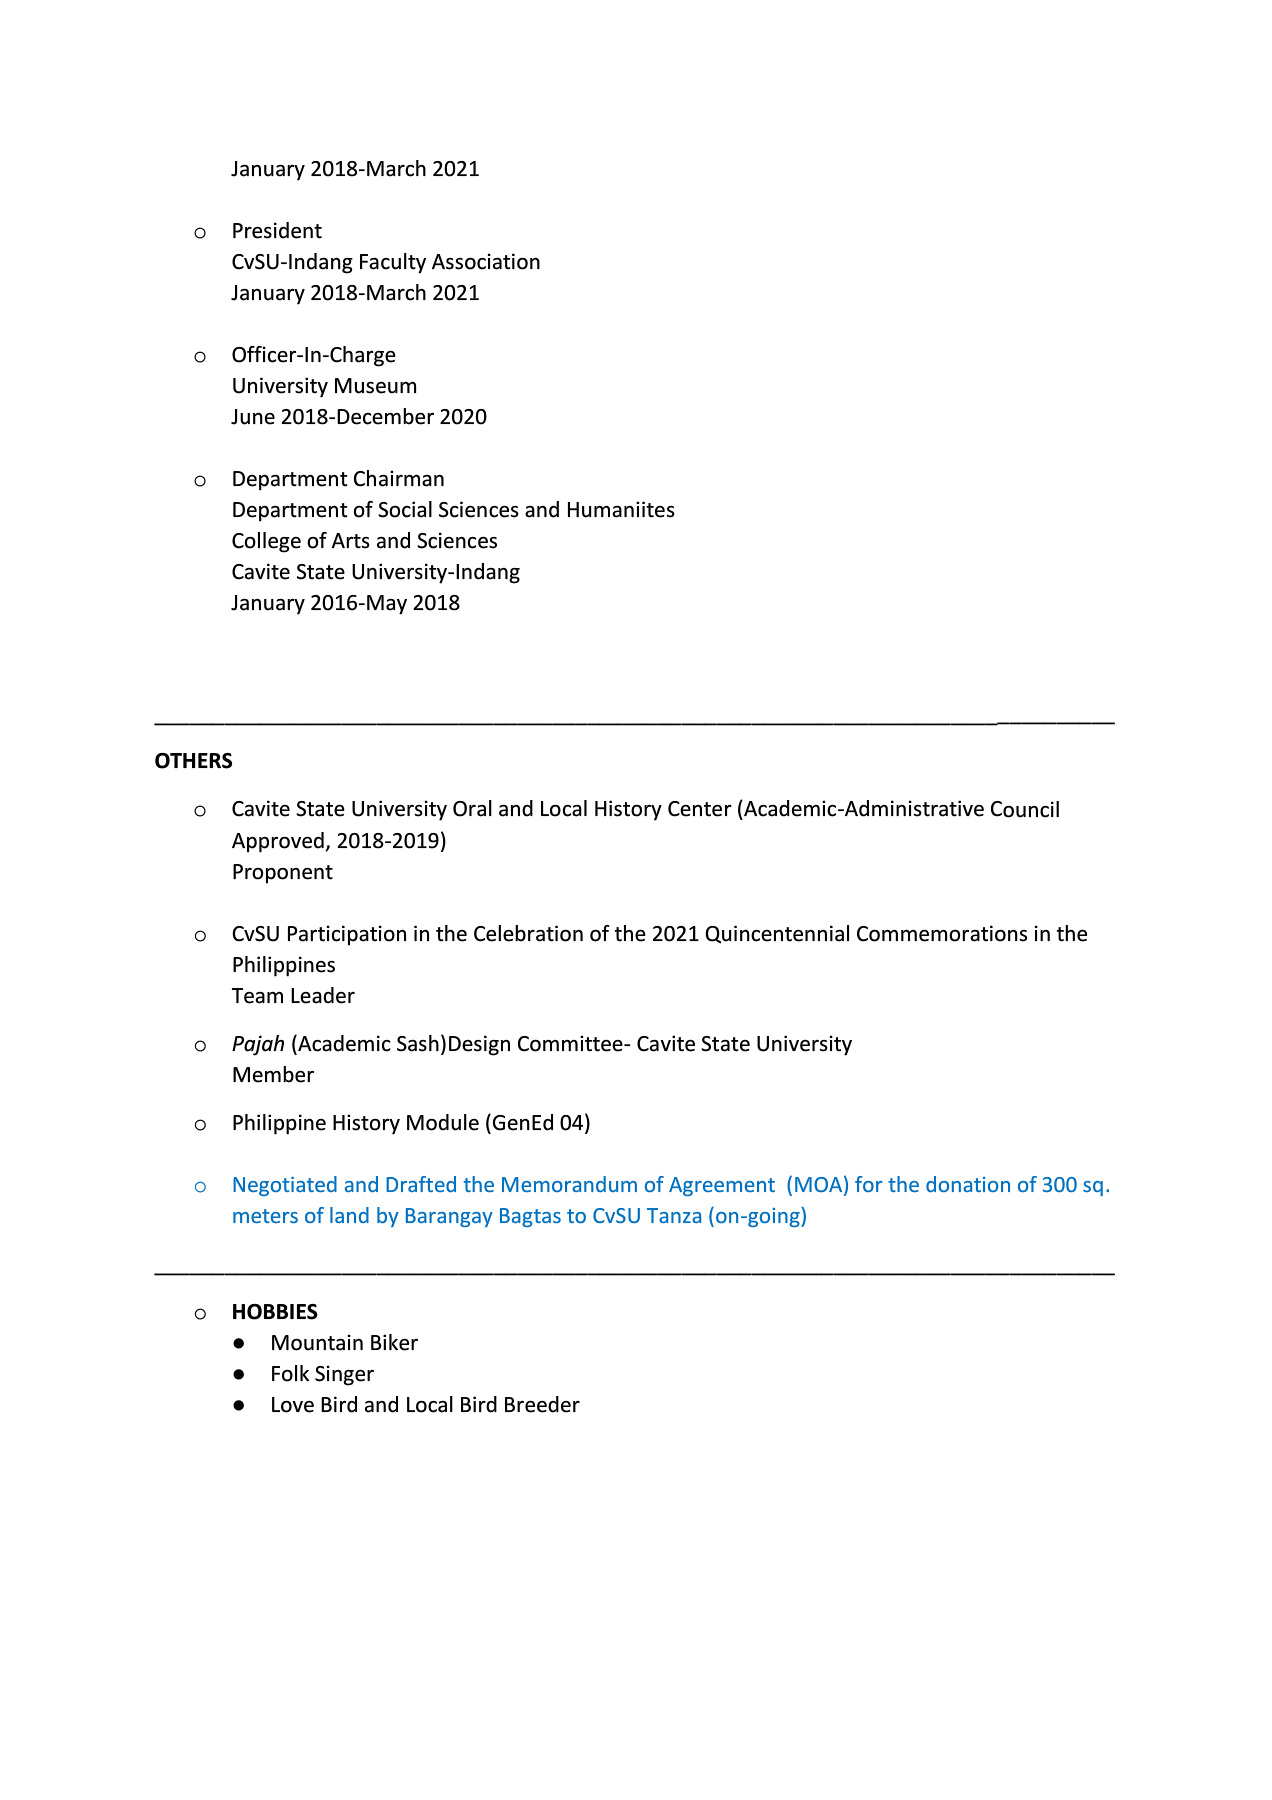 January 2018-March 2021
○ President
CvSU-Indang Faculty Association
January 2018-March 2021
○ Officer-In-Charge
University Museum
June 2018-December 2020
○ Department Chairman
Department of Social Sciences and Humaniites
College of Arts and Sciences
Cavite State University-Indang
January 2016-May 2018
OTHERS
○ Cavite State University Oral and Local History Center (Academic-Administrative Council
Approved, 2018-2019)
Proponent
○ CvSU Participation in the Celebration of the 2021 Quincentennial Commemorations in the
Philippines
Team Leader
○ Pajah (Academic Sash)Design Committee- Cavite State University
Member
○ Philippine History Module (GenEd 04)
○ Negotiated and Drafted the Memorandum of Agreement  (MOA) for the donation of 300 sq.
meters of land by Barangay Bagtas to CvSU Tanza (on-going)
○ HOBBIES
● Mountain Biker
● Folk Singer
● Love Bird and Local Bird Breeder